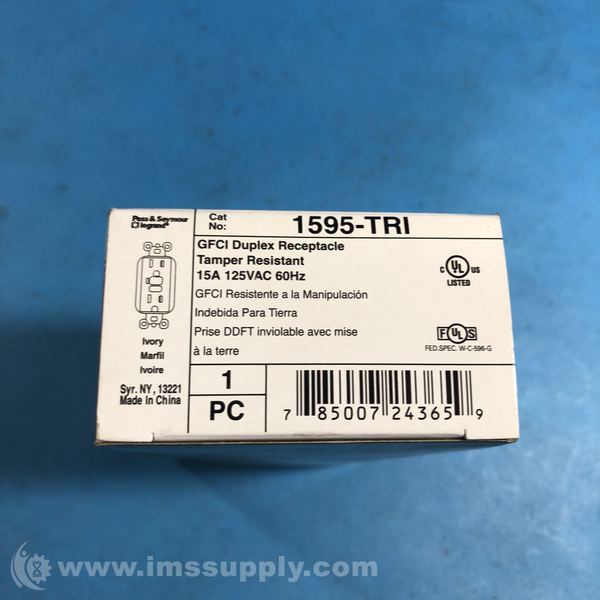 Pass & Seymour
legrand®
Cat
No:
1595-TRI
GFCI Duplex Receptacle
Tamper Resistant
15A 125VAC 60Hz
GFCI Resistente a la Manipulación
Indebida Para Tierra
Prise DDFT inviolable avec mise
à la terre
Ivory
Marfil
Ivoire
Syr. NY, 13221
Made In China
1
PC
C UL US
LISTED
F UL S
FED.SPEC. W-C-596-G
7 85007 24365 9
© www.imssupply.com